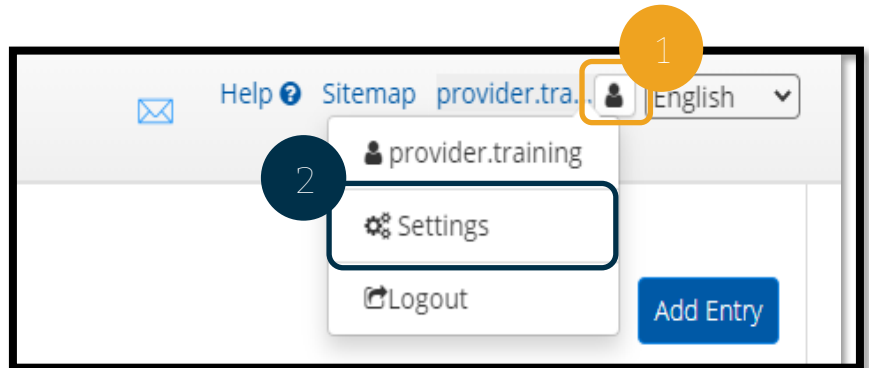 1
Help Sitemap provider.tra... English
provider.training
2
Settings
Logout
Add Entry